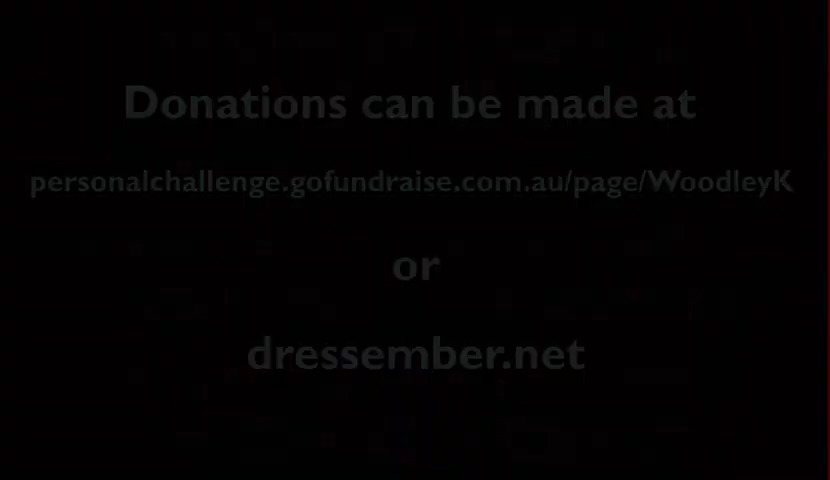 Donations can be made at
personalchallenge.gofundraise.com.au/page/WoodleyK
or
dressember.net